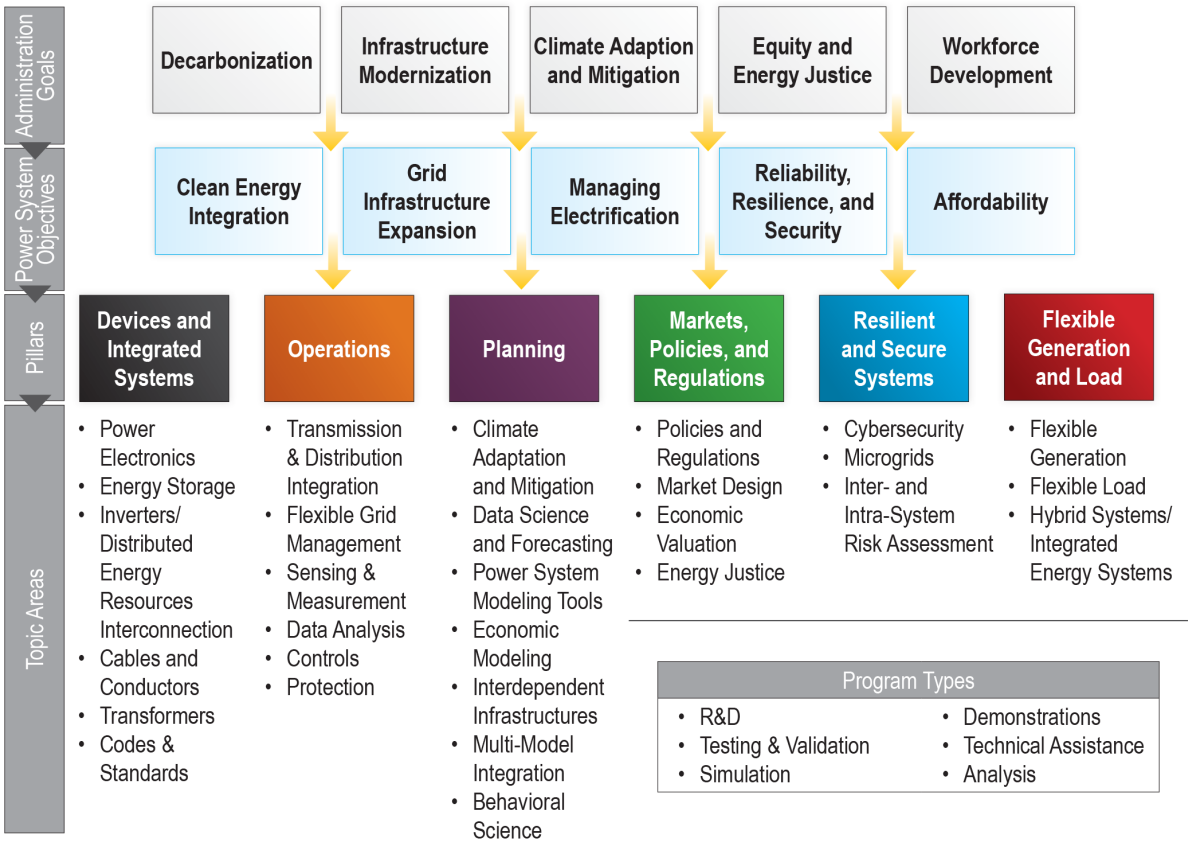 Administration
Goals
Decarbonization
Infrastructure
Modernization
Climate Adaption
and Mitigation
Equity and
Energy Justice
Workforce
Development
Power System
Objectives
Clean Energy
Integration
Grid
Infrastructure
Expansion
Managing
Electrification
Reliability,
Resilience, and
Security
Affordability
Pillars
Devices and
Integrated
Systems
Operations
Planning
Markets,
Policies, and
Regulations
Resilient
and Secure
Systems
Flexible
Generation
and Load
Topic Areas
• Power
Electronics
• Energy Storage
• Inverters/
Distributed
Energy
Resources
Interconnection
• Cables and
Conductors
• Transformers
• Codes &
Standards
• Transmission
& Distribution
Integration
• Flexible Grid
Management
• Sensing &
Measurement
• Data Analysis
• Controls
• Protection
• Climate
Adaptation
and Mitigation
• Data Science
and Forecasting
• Power System
Modeling Tools
• Economic
Modeling
• Interdependent
Infrastructures
• Multi-Model
Integration
• Behavioral
Science
• Policies and
Regulations
• Market Design
• Economic
Valuation
• Energy Justice
• Cybersecurity
• Microgrids
• Inter- and
Intra-System
Risk Assessment
• Flexible
Generation
• Flexible Load
• Hybrid Systems/
Integrated
Energy Systems
Program Types
• R&D
• Testing & Validation
• Simulation
• Demonstrations
• Technical Assistance
• Analysis